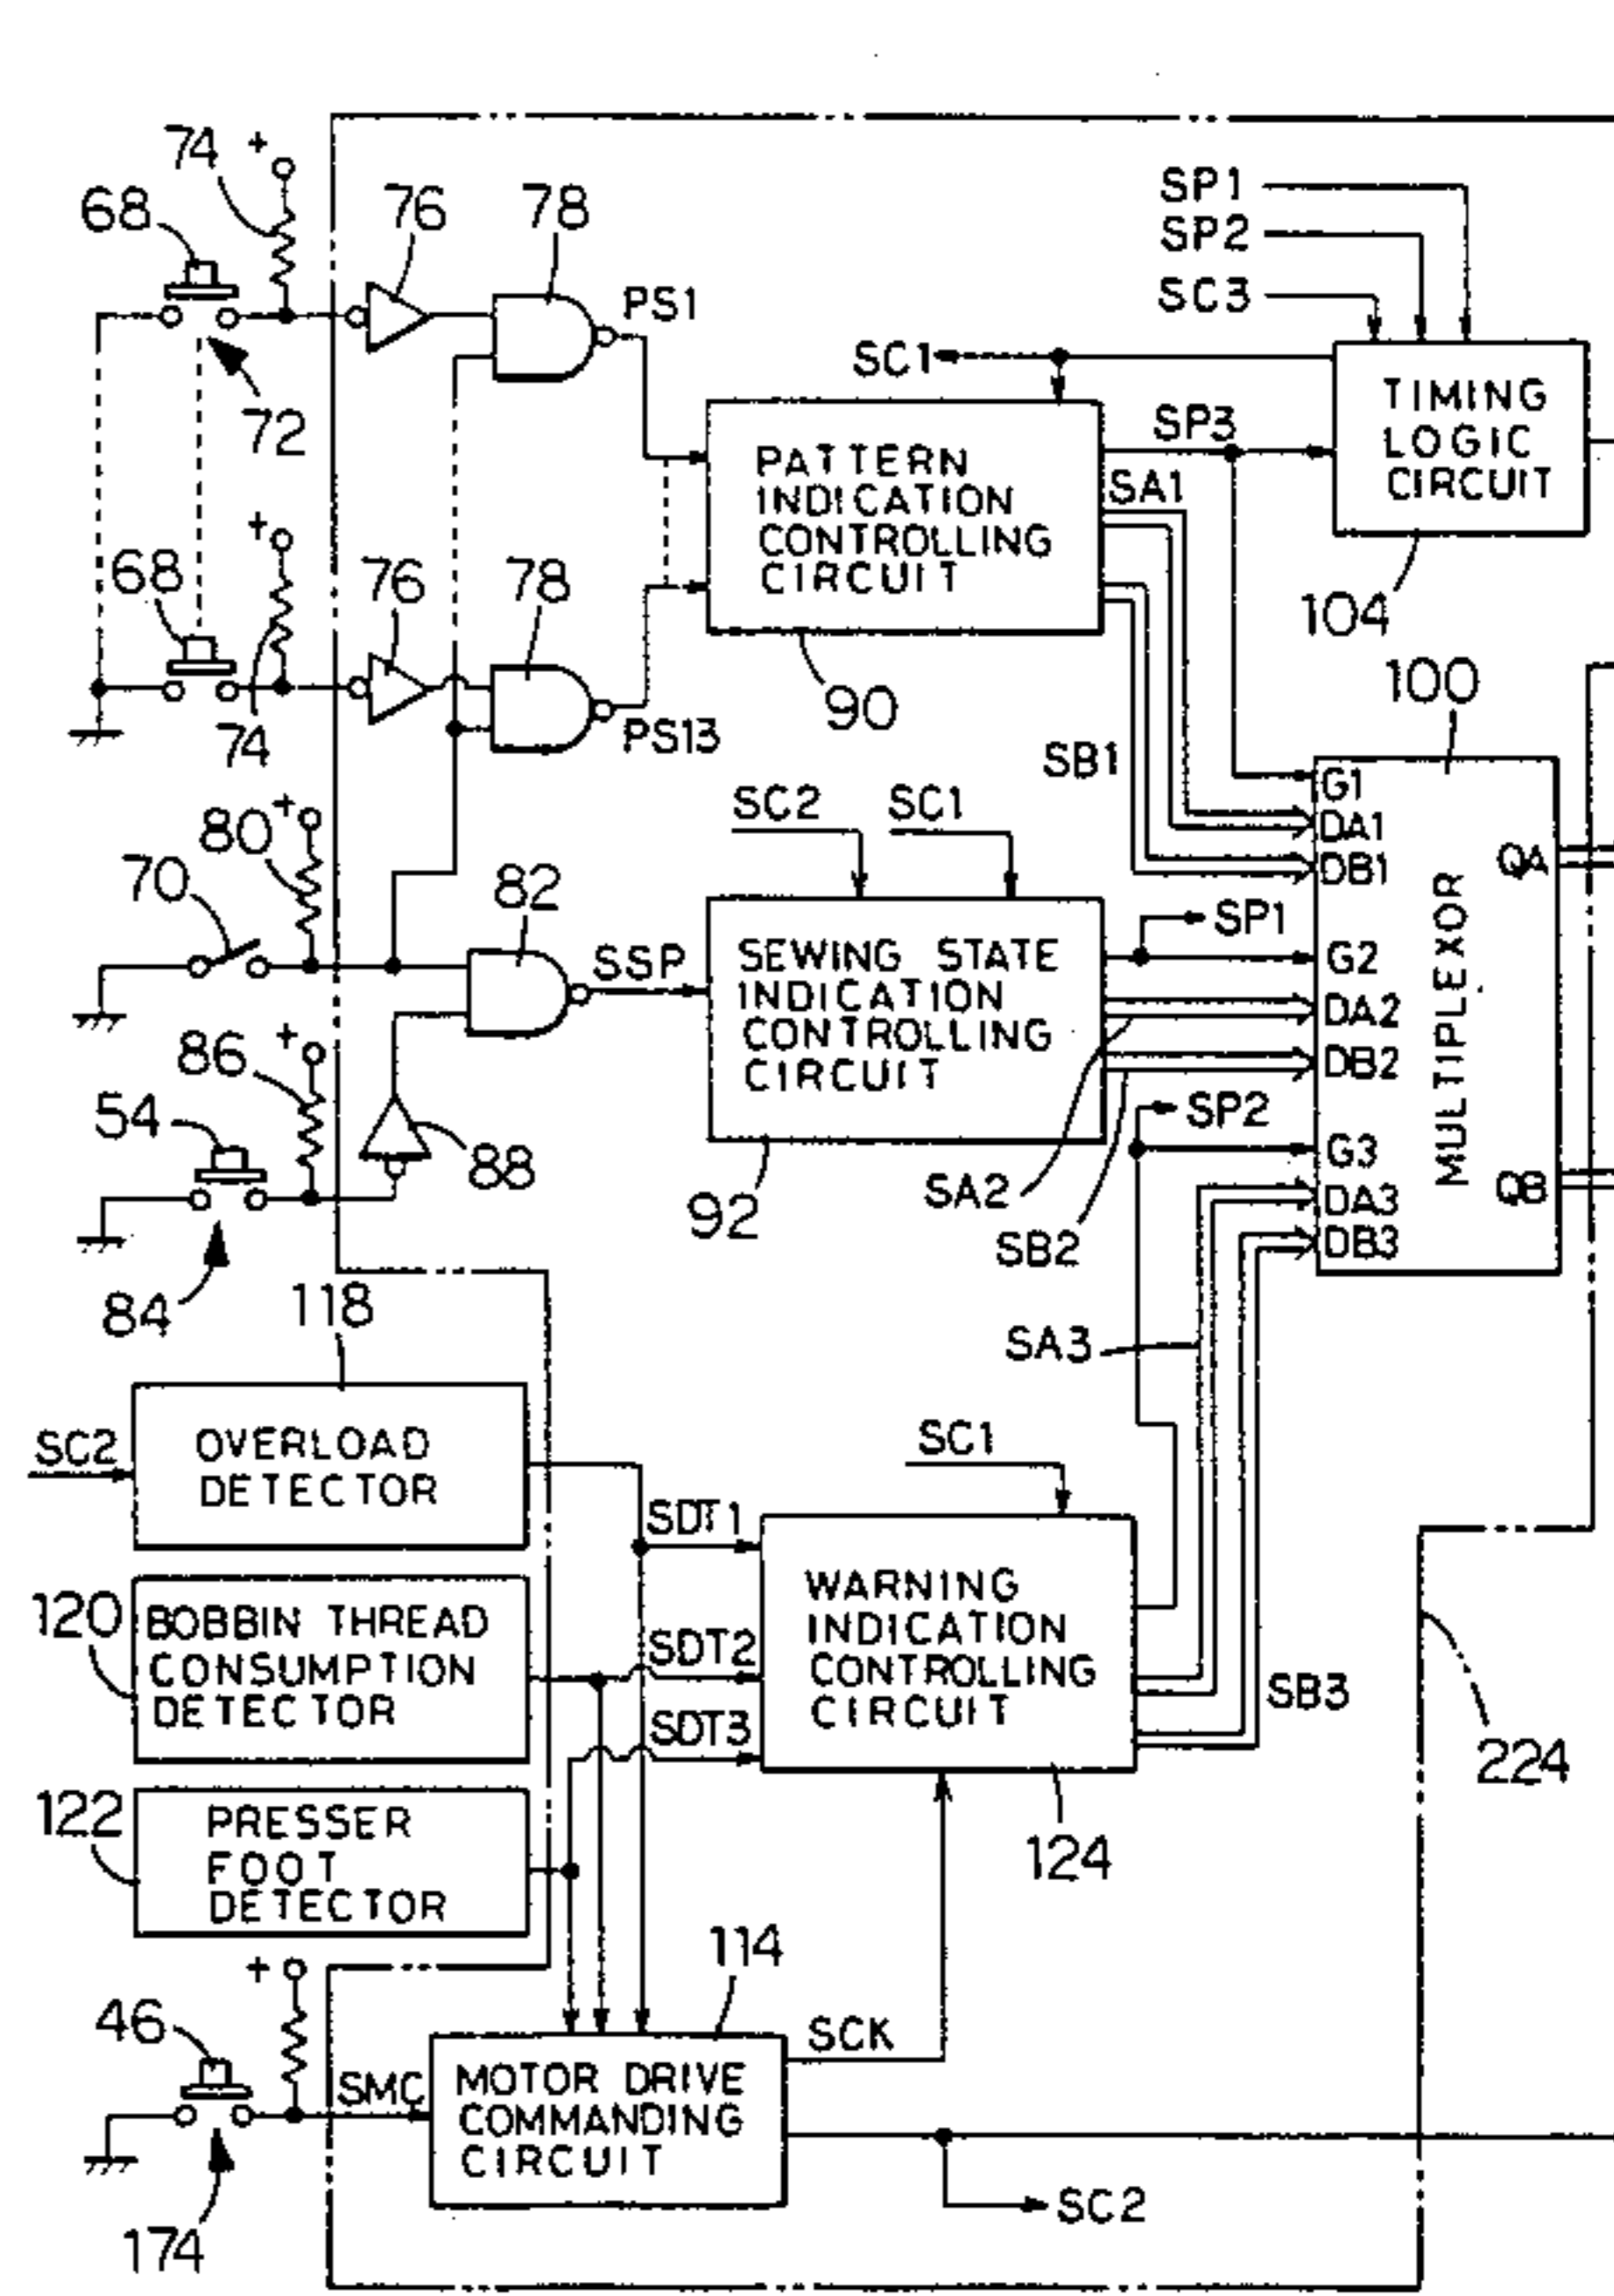 74
+
68
76
78
PS1
SP1
SP2
SC3
SC1
72
TIMING
LOGIC
CIRCUIT
SP3
PATTERN
INDICATION
CONTROLLING
CIRCUIT
SA1
+
68
76
78
104
74
90
PS13
100
SB1
80
+
SC2
SC1
G1
DA1
DB1
70
82
QA
SSP
SP1
SEWING STATE
INDICATION
CONTROLLING
CIRCUIT
G2
DA2
DB2
MULTIPLEXOR
86
+
54
88
SP2
G3
92
SA2
DA3
QB
SB2
DB3
84
118
SA3
SC2
OVERLOAD
DETECTOR
SC1
SDT1
120
BOBBIN THREAD
CONSUMPTION
DETECTOR
WARNING
INDICATION
CONTROLLING
CIRCUIT
SDT2
SB3
SDT3
224
122
PRESSER
FOOT
DETECTOR
124
114
+
46
SCK
SMC
MOTOR DRIVE
COMMANDING
CIRCUIT
SC2
174